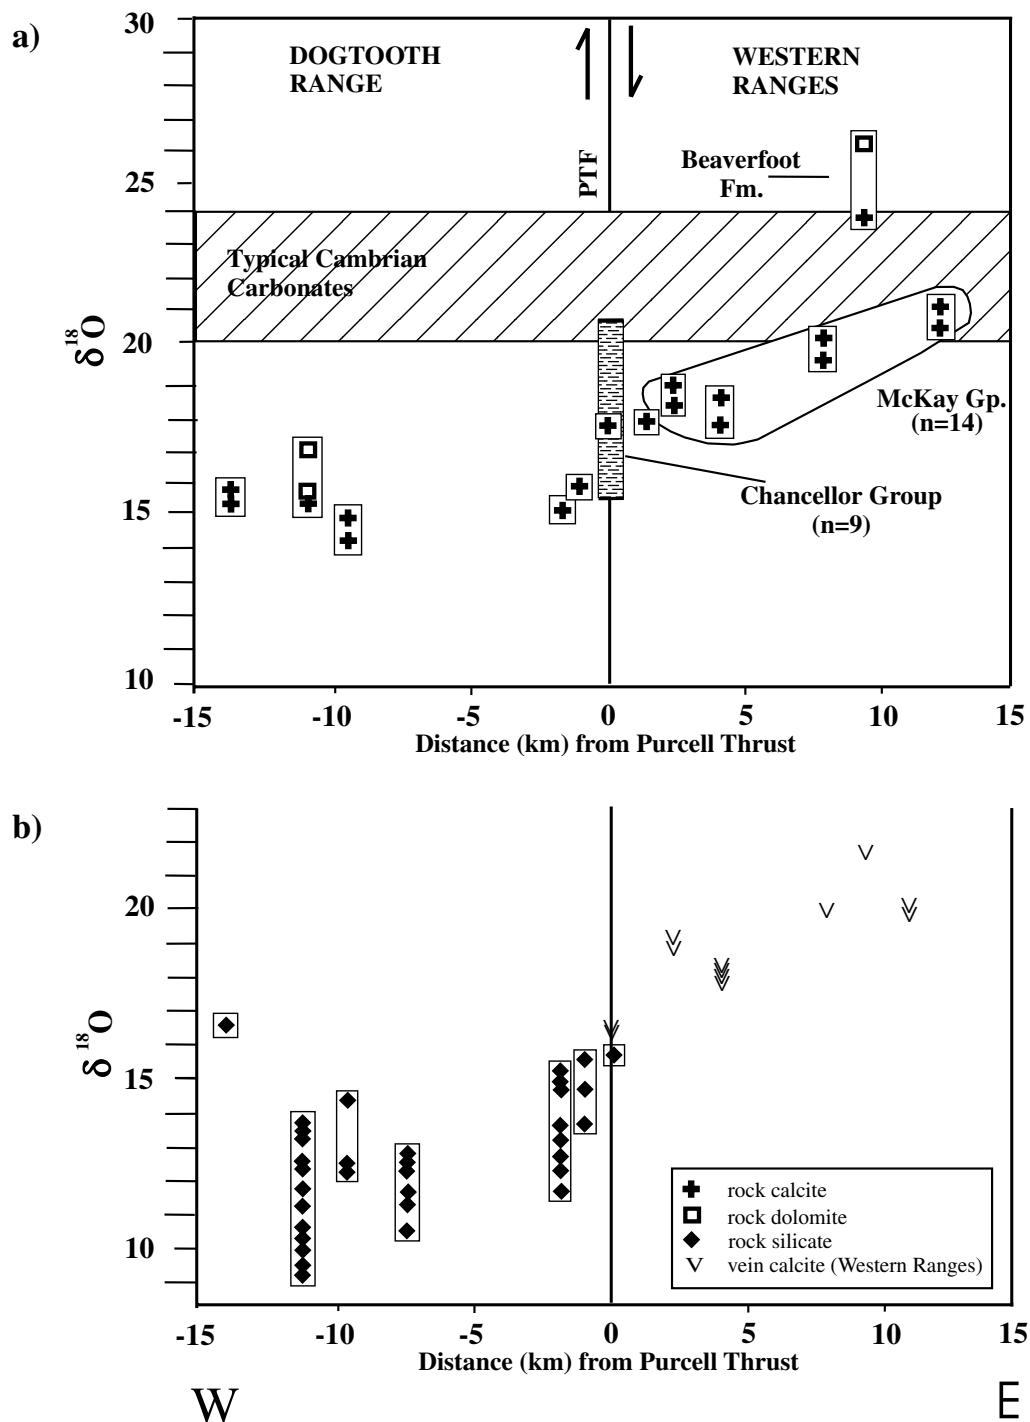 a)
30
25
20
15
10
δ18O
DOGTOOTH
RANGE
WESTERN
RANGES
PTF
Beaverfoot
Fm.
Typical Cambrian
Carbonates
McKay Gp.
(n=14)
Chancellor Group
(n=9)
-15 -10 -5 0 5 10 15
Distance (km) from Purcell Thrust
b)
20
15
10
δ18O
rock calcite
rock dolomite
rock silicate
V vein calcite (Western Ranges)
-15 -10 -5 0 5 10 15
Distance (km) from Purcell Thrust
W E